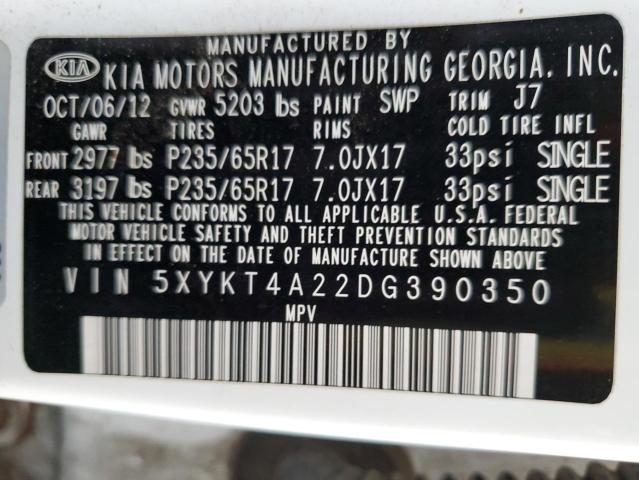 MANUFACTURED BY
KIA KIA MOTORS MANUFACTURING GEORGIA, INC.
OCT/06/12 GVWR 5203 lbs PAINT SWP TRIM J7
GAWR TIRES RIMS COLD TIRE INFL
FRONT 2977 lbs P235/65R17 7.0JX17 33psi SINGLE
REAR 3197 lbs P235/65R17 7.0JX17 33psi SINGLE
THIS VEHICLE CONFORMS TO ALL APPLICABLE U.S.A. FEDERAL
MOTOR VEHICLE SAFETY AND THEFT PREVENTION STANDARDS
IN EFFECT ON THE DATE OF MANUFACTURE SHOWN ABOVE.
VIN 5XYKT4A22DG390350
MPV